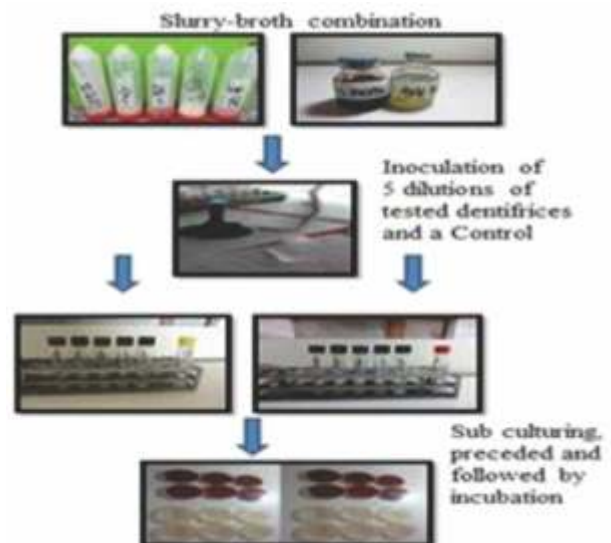 Slurry-broth combination
Inoculation of
5 dilutions of
tested dentifrices
and a Control
Sub culturing,
preceded and
followed by
incubation